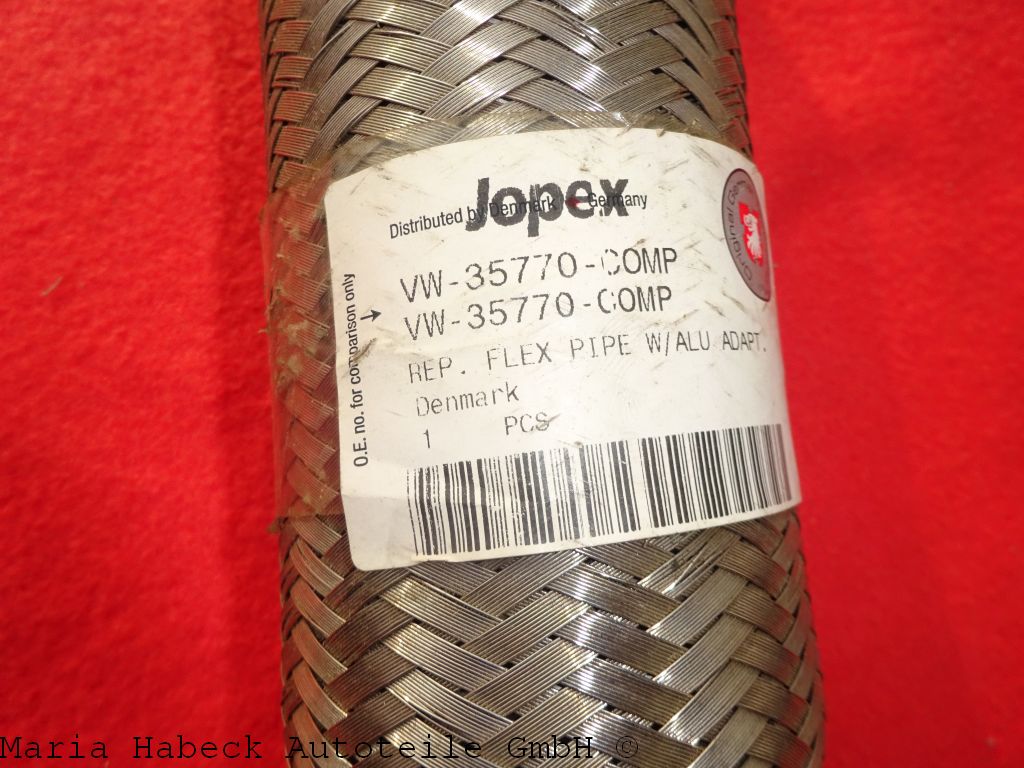 Jopex
Distributed by Denmark Germany
VW-35770-COMP
VW-35770-COMP
O.E. no. for comparison only
REP. FLEX PIPE W/ALU ADAPT.
Denmark
1 PCS
Original
Maria Habeck Autoteile GmbH ©